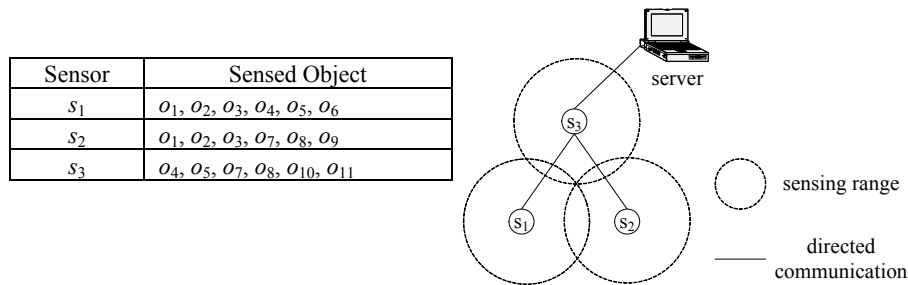 Sensor Sensed Object
s1 o1, o2, o3, o4, o5, o6
s2 o1, o2, o3, o7, o8, o9
s3 o4, o5, o7, o8, o10, o11
server
s3
s1
s2
sensing range
directed
communication